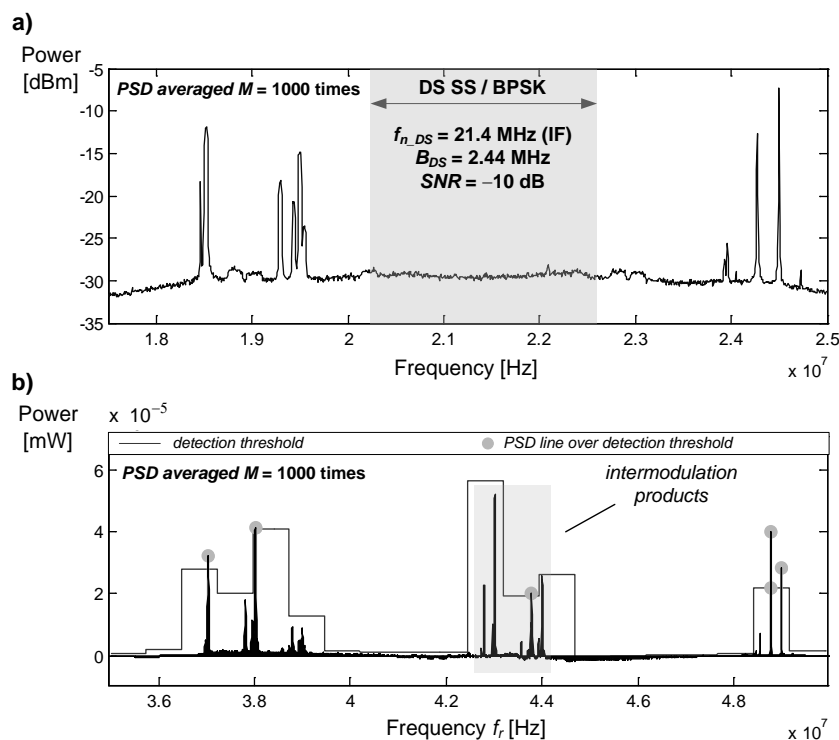 a)
Power
[dBm]
PSD averaged M = 1000 times
DS SS / BPSK
f_n_DS = 21.4 MHz (IF)
B_DS = 2.44 MHz
SNR = −10 dB
-5
-10
-15
-20
-25
-30
-35
1.8 1.9 2 2.1 2.2 2.3 2.4 2.5
Frequency [Hz]
x 10^7
b)
Power
[mW]
x 10^−5
detection threshold PSD line over detection threshold
PSD averaged M = 1000 times
intermodulation
products
6
4
2
0
3.6 3.8 4 4.2 4.4 4.6 4.8
Frequency f_r [Hz]
x 10^7